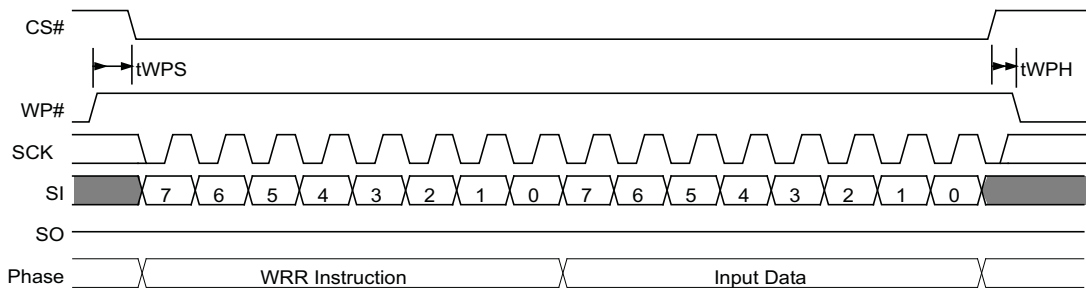 CS#
tWPS tWPH
WP#
SCK
SI 7 6 5 4 3 2 1 0 7 6 5 4 3 2 1 0
SO
Phase WRR Instruction Input Data